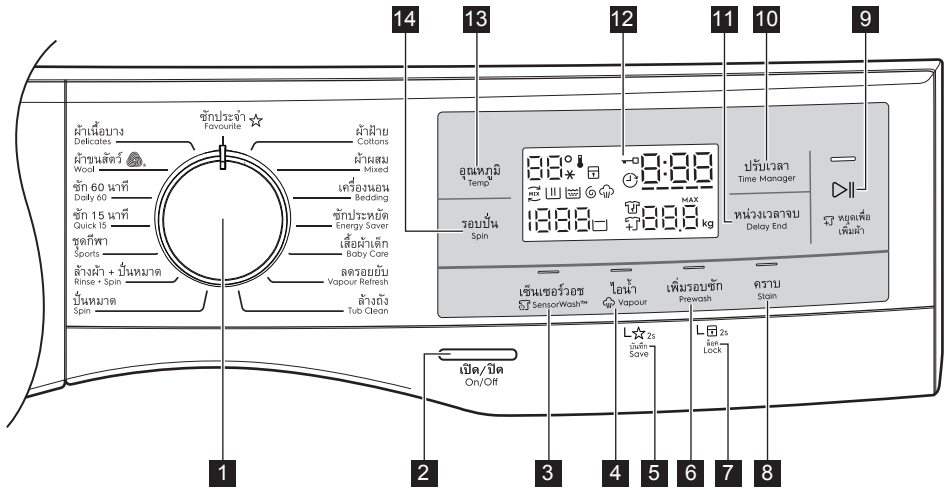 14
13
12
11
10
9
ซักประจำ
Favourite
ผ้าเนื้อบาง
Delicates
ผ้าขนสัตว์
Wool
ซัก 60 นาที
Daily 60
ซัก 15 นาที
Quick 15
ชุดกีฬา
Sports
ล้างผ้า + ปั่นหมาด
Rinse + Spin
ปั่นหมาด
Spin
ผ้าฝ้าย
Cottons
ผ้าผสม
Mixed
เครื่องนอน
Bedding
ซักประหยัด
Energy Saver
เสื้อผ้าเด็ก
Baby Care
ลดรอยยับ
Vapour Refresh
ล้างถัง
Tub Clean
อุณหภูมิ
Temp
รอบปั่น
Spin
88°
MIX
1888
8:88
MAX
88.8 kg
ปรับเวลา
Time Manager
หน่วงเวลาจบ
Delay End
หยุดเพื่อ
เพิ่มผ้า
เซ็นเซอร์วอช
SensorWash™
ไอน้ำ
Vapour
เพิ่มรอบซัก
Prewash
คราบ
Stain
2s
บันทึก
Save
2s
ล็อค
Lock
เปิด/ปิด
On/Off
1
2
3
4
5
6
7
8